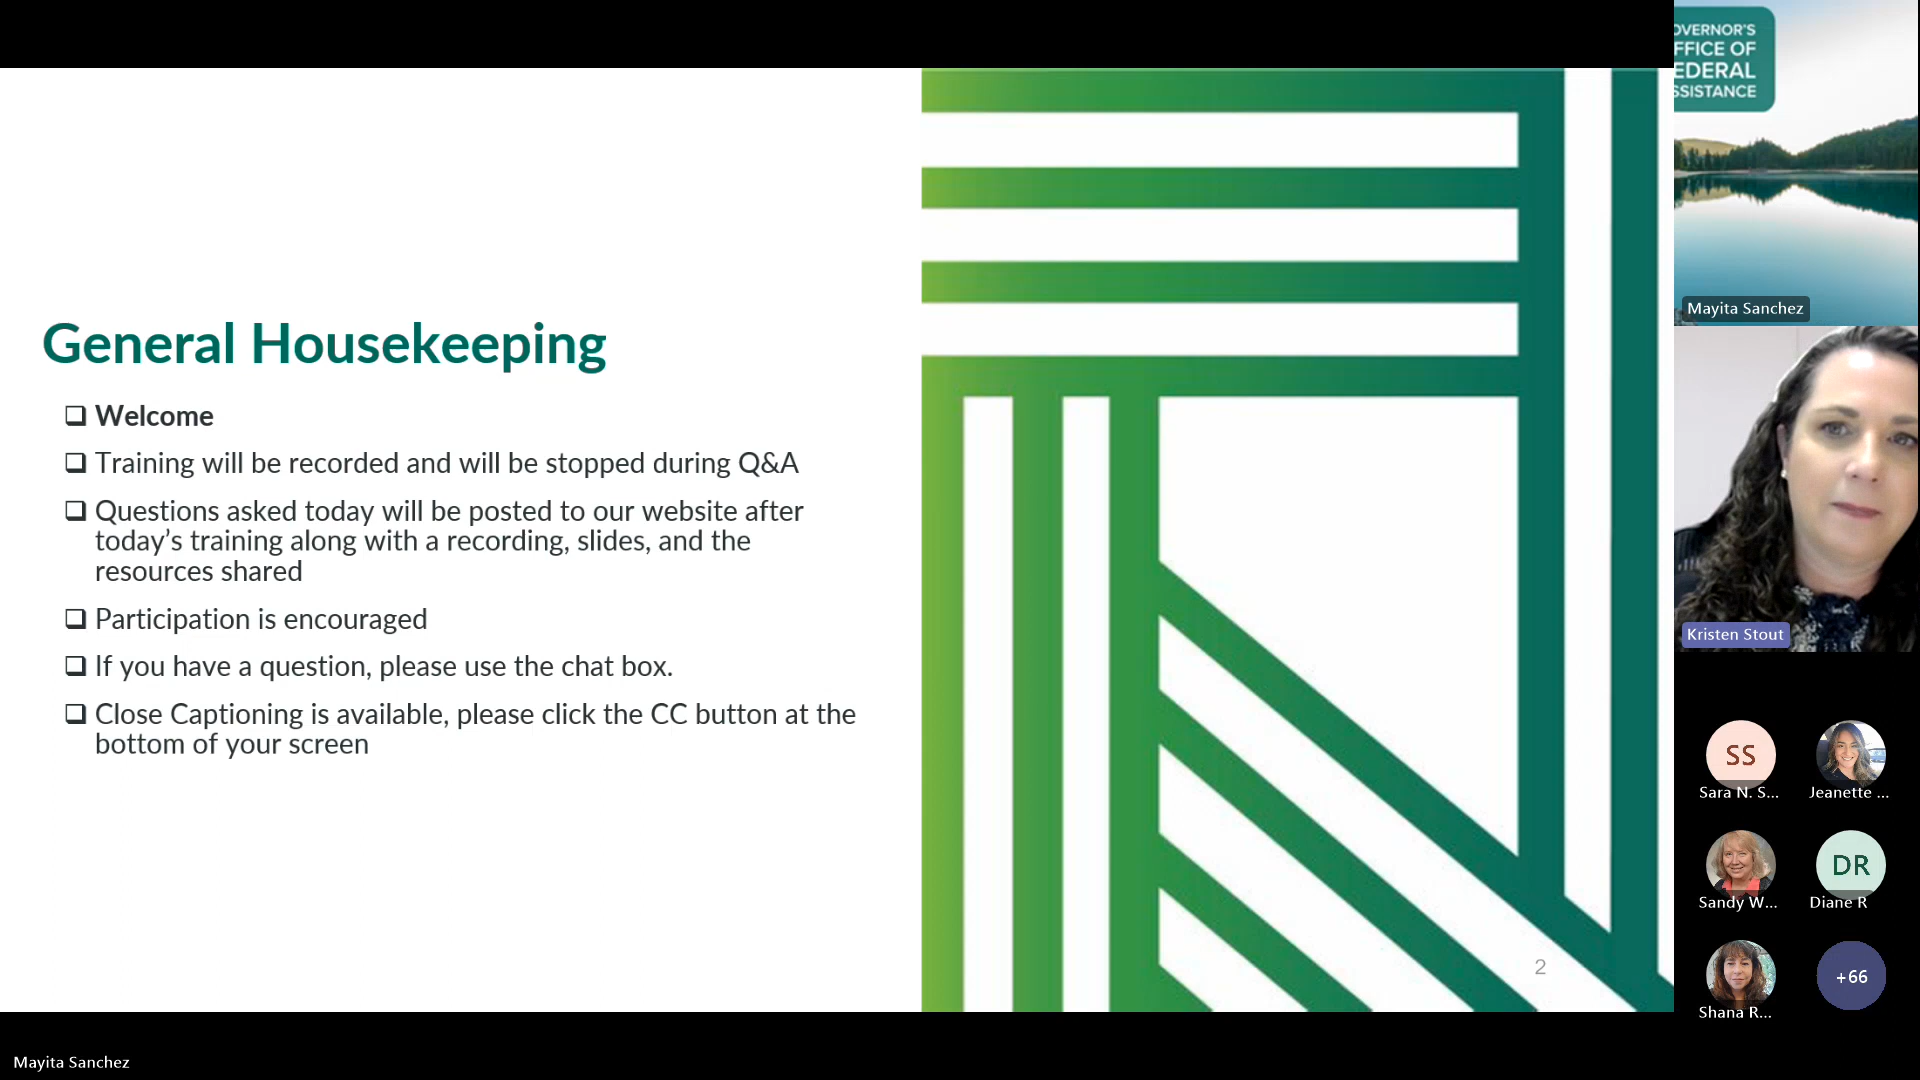 General Housekeeping
❑ Welcome
❑ Training will be recorded and will be stopped during Q&A
❑ Questions asked today will be posted to our website after
today’s training along with a recording, slides, and the
resources shared
❑ Participation is encouraged
❑ If you have a question, please use the chat box.
❑ Close Captioning is available, please click the CC button at the
bottom of your screen
2
OVERNOR'S
FFICE OF
EDERAL
SSISTANCE
Mayita Sanchez
Kristen Stout
SS
Sara N. S...
Jeanette ...
Sandy W...
DR
Diane R
Shana R...
+66
Mayita Sanchez